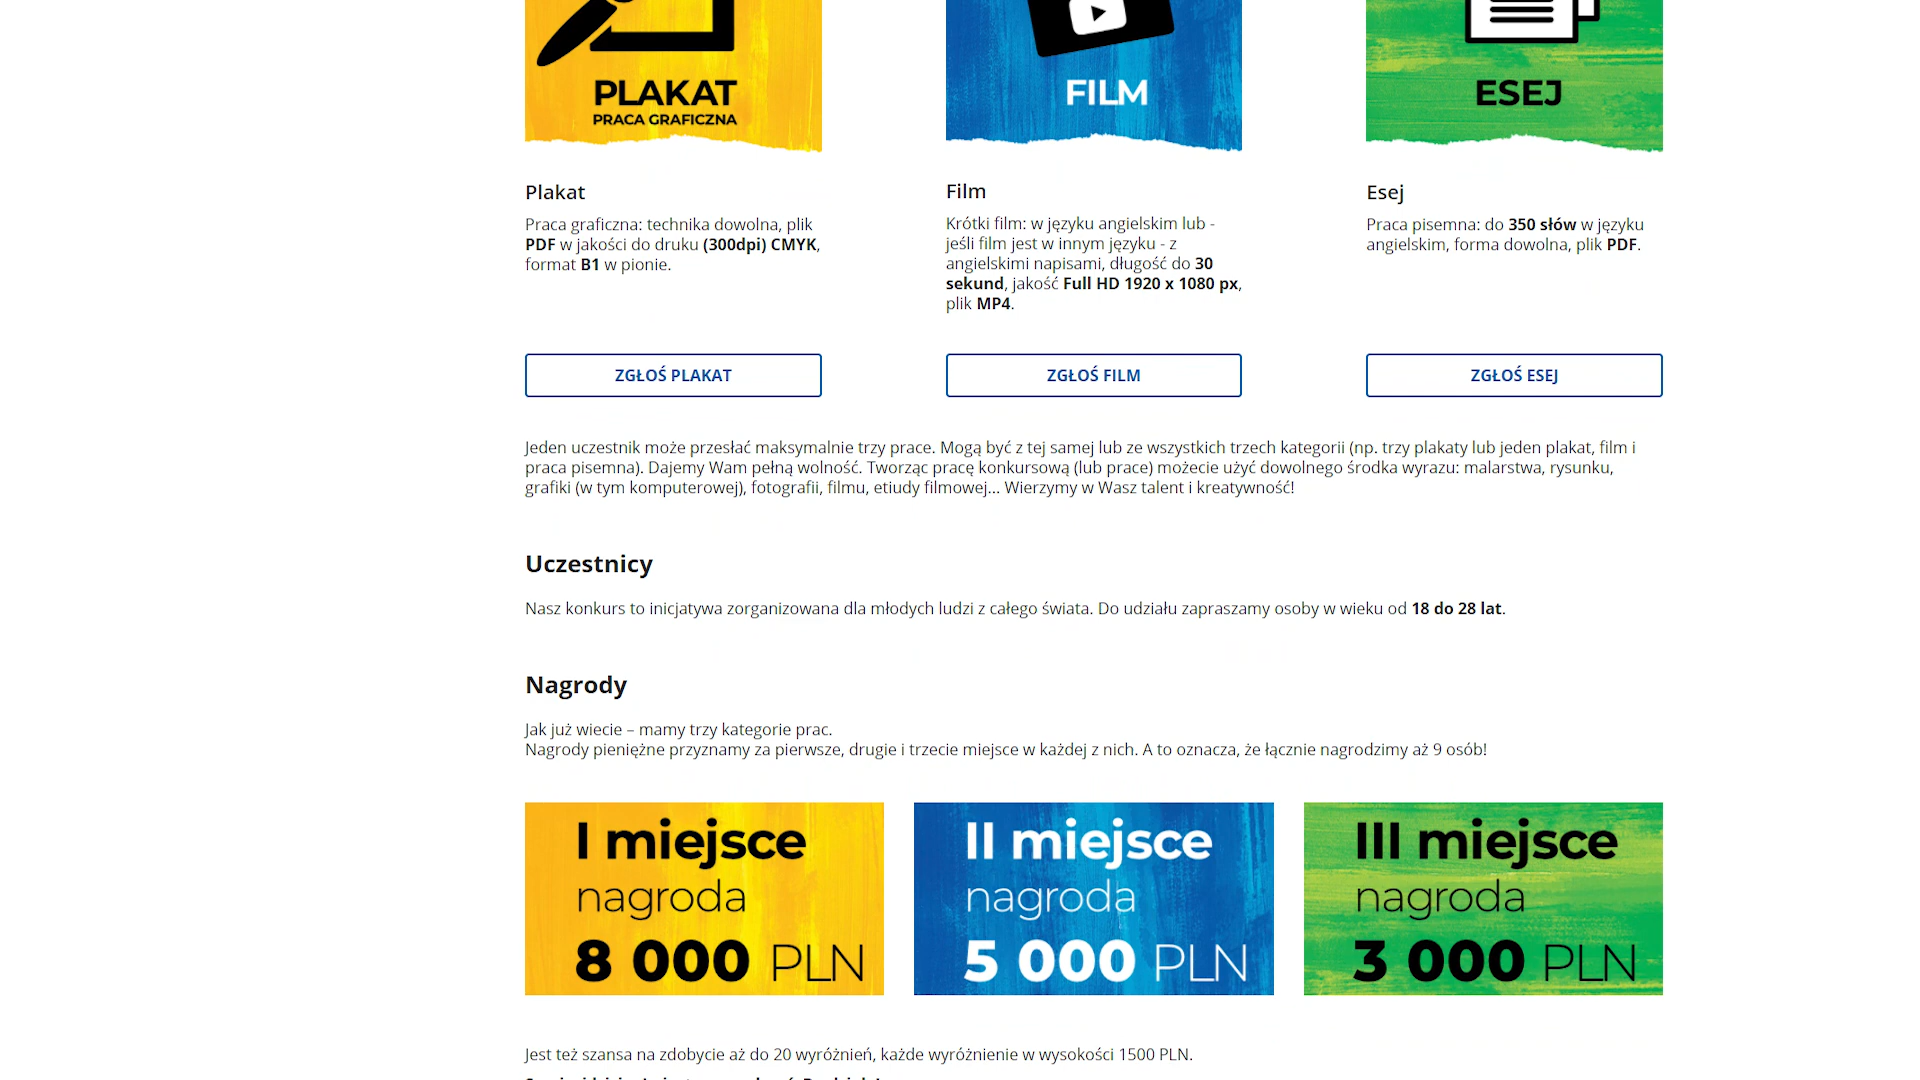 PLAKAT
PRACA GRAFICZNA
FILM
ESEJ
Plakat
Praca graficzna: technika dowolna, plik
PDF w jakości do druku (300dpi) CMYK,
format B1 w pionie.
Film
Krótki film: w języku angielskim lub -
jeśli film jest w innym języku - z
angielskimi napisami, długość do 30
sekund, jakość Full HD 1920 x 1080 px,
plik MP4.
Esej
Praca pisemna: do 350 słów w języku
angielskim, forma dowolna, plik PDF.
ZGŁOŚ PLAKAT
ZGŁOŚ FILM
ZGŁOŚ ESEJ
Jeden uczestnik może przesłać maksymalnie trzy prace. Mogą być z tej samej lub ze wszystkich trzech kategorii (np. trzy plakaty lub jeden plakat, film i
praca pisemna). Dajemy Wam pełną wolność. Tworząc pracę konkursową (lub prace) możecie użyć dowolnego środka wyrazu: malarstwa, rysunku,
grafiki (w tym komputerowej), fotografii, filmu, etiudy filmowej... Wierzymy w Wasz talent i kreatywność!
Uczestnicy
Nasz konkurs to inicjatywa zorganizowana dla młodych ludzi z całego świata. Do udziału zapraszamy osoby w wieku od 18 do 28 lat.
Nagrody
Jak już wiecie – mamy trzy kategorie prac.
Nagrody pieniężne przyznamy za pierwsze, drugie i trzecie miejsce w każdej z nich. A to oznacza, że łącznie nagrodzimy aż 9 osób!
I miejsce
nagroda
8 000 PLN
II miejsce
nagroda
5 000 PLN
III miejsce
nagroda
3 000 PLN
Jest też szansa na zdobycie aż do 20 wyróżnień, każde wyróżnienie w wysokości 1500 PLN.